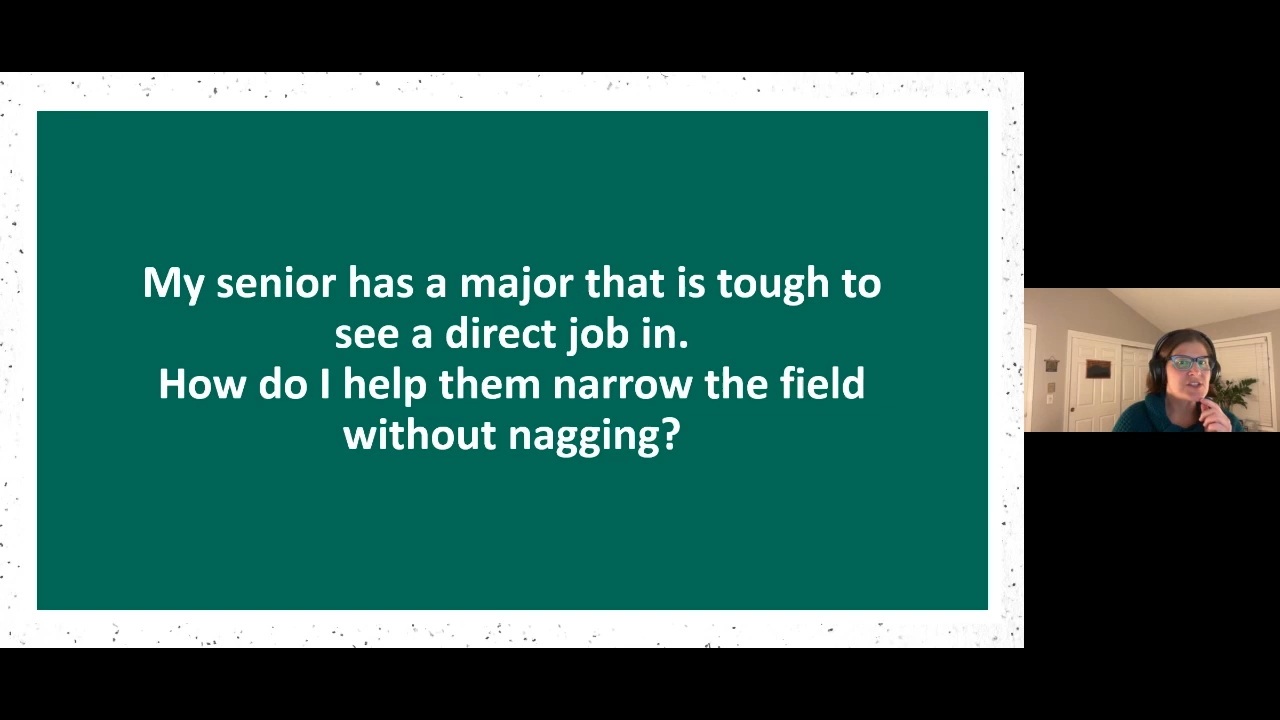 My senior has a major that is tough to
see a direct job in.
How do I help them narrow the field
without nagging?